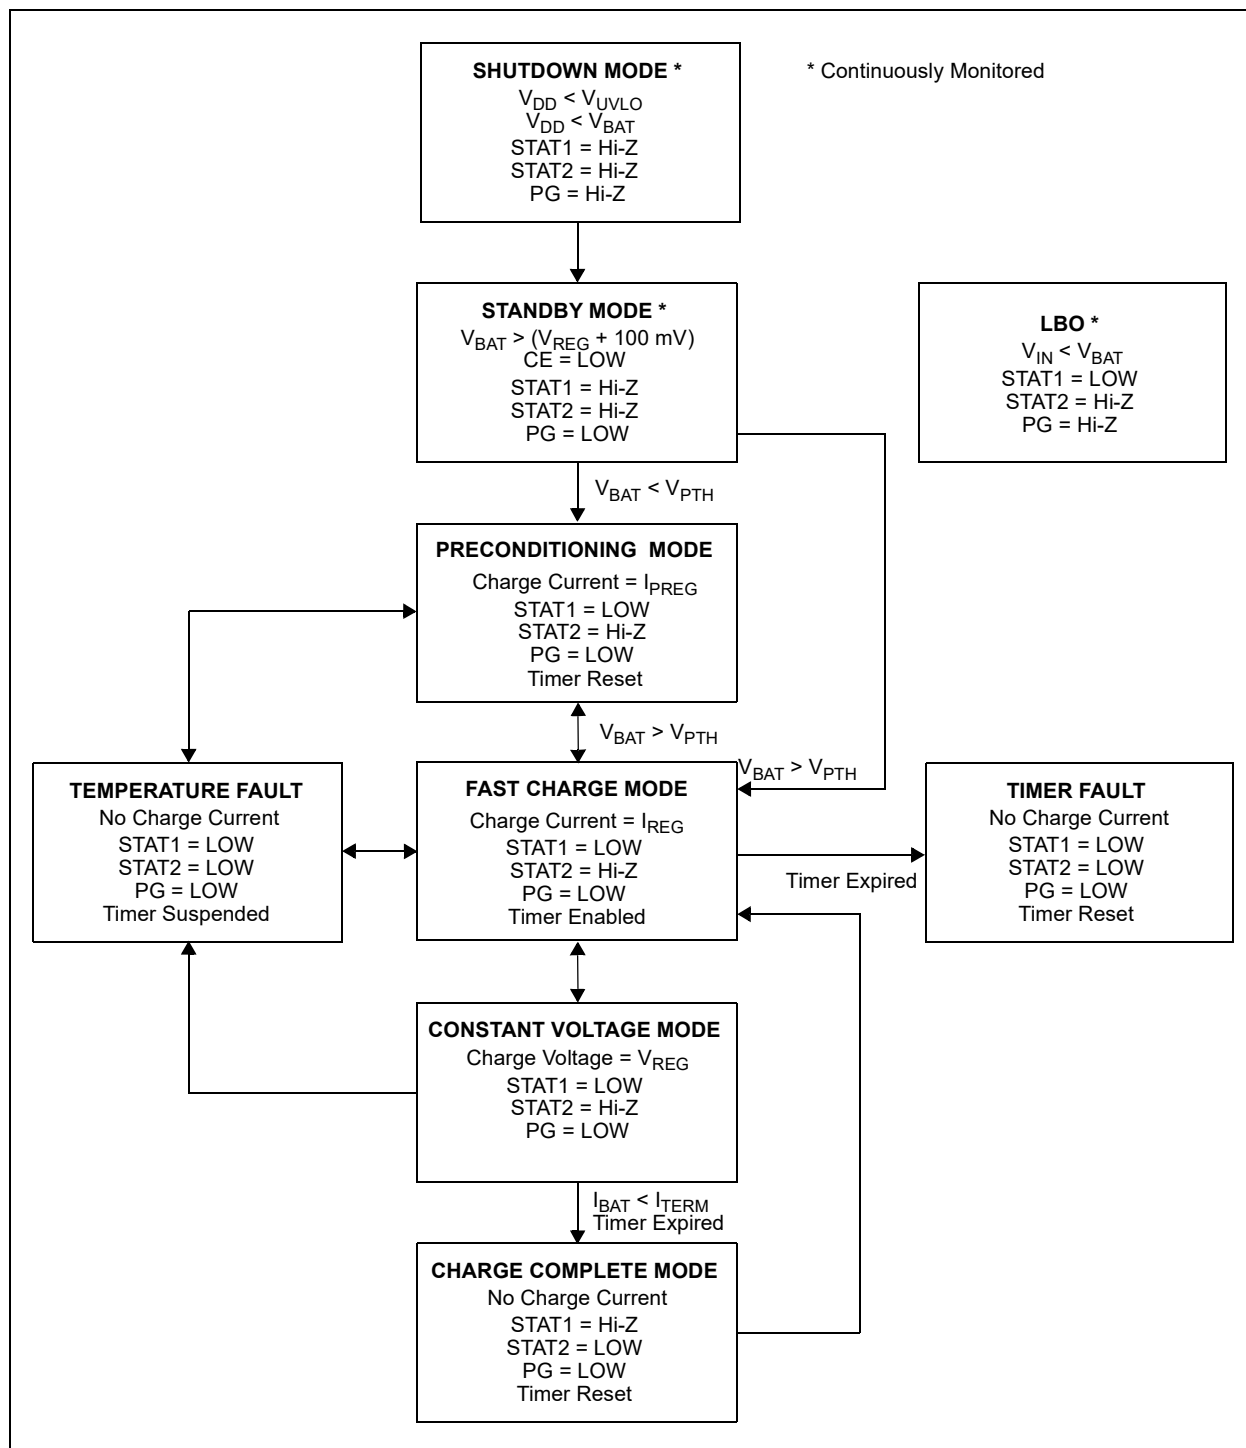 SHUTDOWN MODE *
VDD < VUVLO
VDD < VBAT
STAT1 = Hi-Z
STAT2 = Hi-Z
PG = Hi-Z
* Continuously Monitored
STANDBY MODE *
VBAT > (VREG + 100 mV)
CE = LOW
STAT1 = Hi-Z
STAT2 = Hi-Z
PG = LOW
LBO *
VIN < VBAT
STAT1 = LOW
STAT2 = Hi-Z
PG = Hi-Z
VBAT < VPTH
PRECONDITIONING MODE
Charge Current = IPREG
STAT1 = LOW
STAT2 = Hi-Z
PG = LOW
Timer Reset
VBAT > VPTH
VBAT > VPTH
TEMPERATURE FAULT
No Charge Current
STAT1 = LOW
STAT2 = LOW
PG = LOW
Timer Suspended
FAST CHARGE MODE
Charge Current = IREG
STAT1 = LOW
STAT2 = Hi-Z
PG = LOW
Timer Enabled
Timer Expired
TIMER FAULT
No Charge Current
STAT1 = LOW
STAT2 = LOW
PG = LOW
Timer Reset
CONSTANT VOLTAGE MODE
Charge Voltage = VREG
STAT1 = LOW
STAT2 = Hi-Z
PG = LOW
IBAT < ITERM
Timer Expired
CHARGE COMPLETE MODE
No Charge Current
STAT1 = Hi-Z
STAT2 = LOW
PG = LOW
Timer Reset